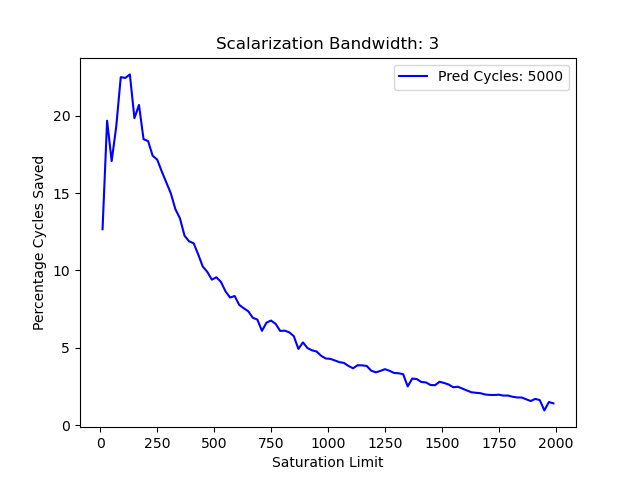 Scalarization Bandwidth: 3
Pred Cycles: 5000
Percentage Cycles Saved
20
15
10
5
0
0 250 500 750 1000 1250 1500 1750 2000
Saturation Limit